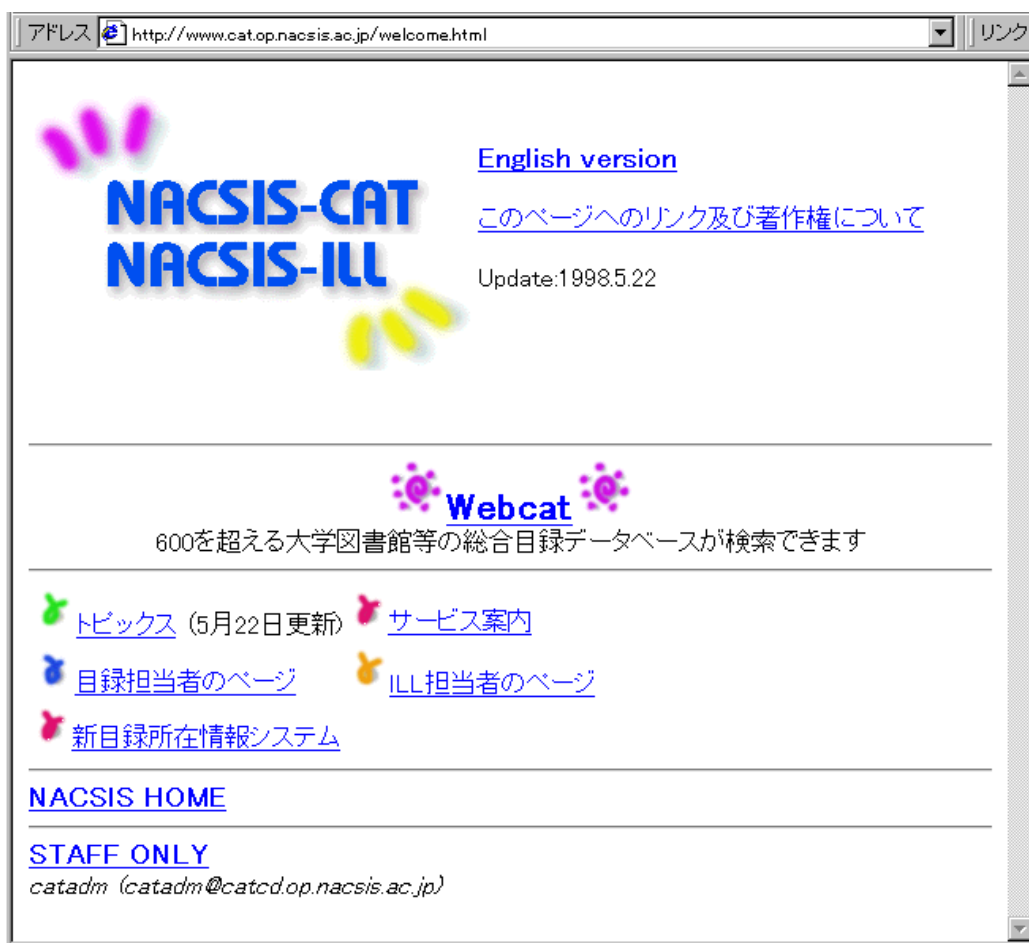 アドレス http://www.cat.op.nacsis.ac.jp/welcome.html リンク
NACSIS-CAT
NACSIS-ILL
English version
このページへのリンク及び著作権について
Update:1998.5.22
Webcat
600を超える大学図書館等の総合目録データベースが検索できます
トピックス (5月22日更新) サービス案内
目録担当者のページ ILL担当者のページ
新目録所在情報システム
NACSIS HOME
STAFF ONLY
catadm (catadm@catcd.op.nacsis.ac.jp)